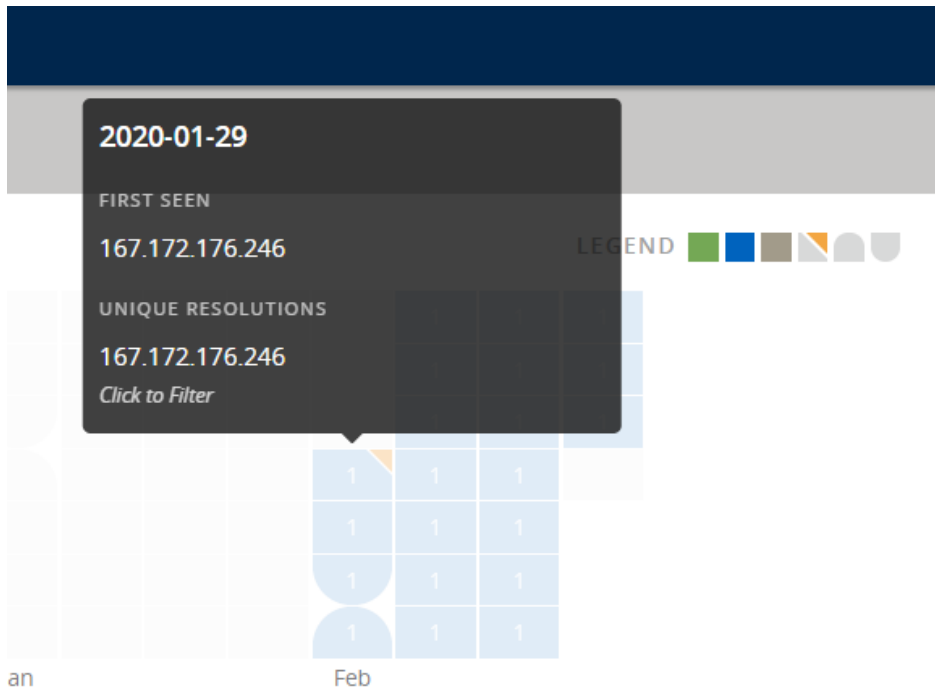 2020-01-29
FIRST SEEN
167.172.176.246
LEGEND
UNIQUE RESOLUTIONS
167.172.176.246
Click to Filter
1 1 1
1 1 1
1 1 1
1 1 1
an Feb